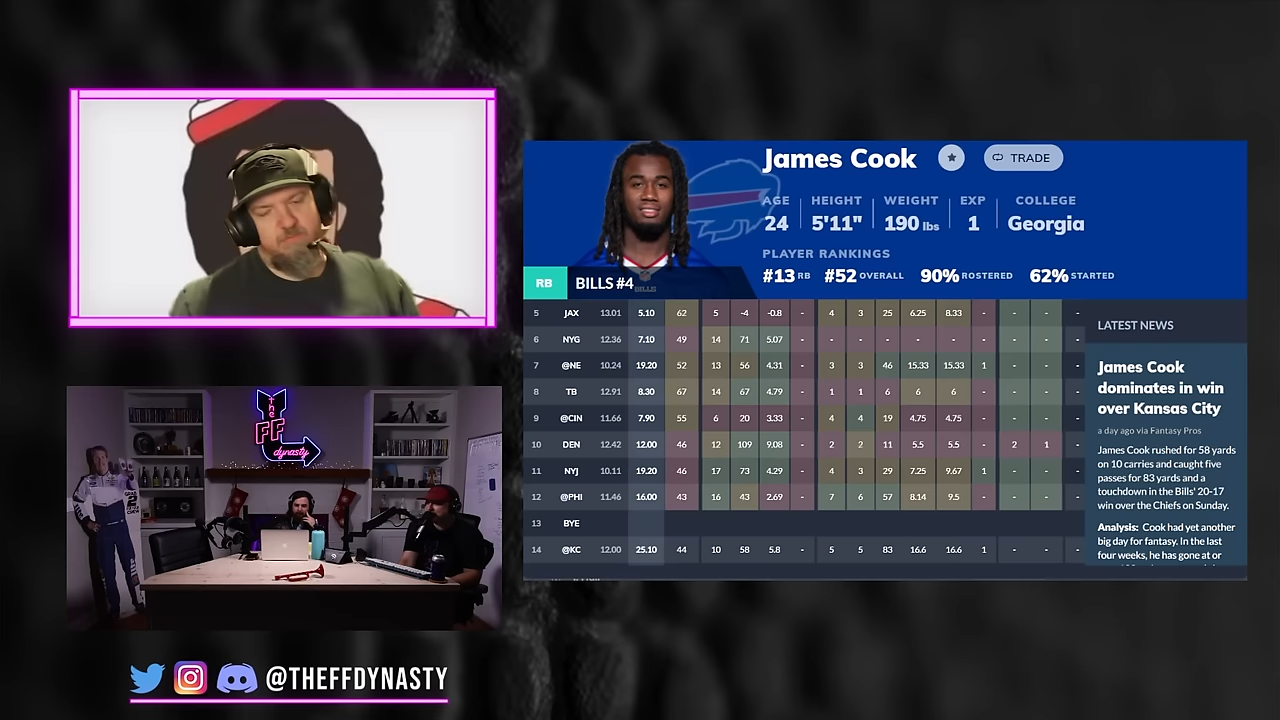 James Cook
TRADE
AGE HEIGHT WEIGHT EXP COLLEGE
24 5'11" 190 lbs 1 Georgia
PLAYER RANKINGS
#13 RB #52 OVERALL 90% ROSTERED 62% STARTED
RB BILLS #4
BILLS
5 JAX 13.01 5.10 62 5 -4 -0.8 - 4 3 25 6.25 8.33 - - - -
6 NYG 12.36 7.10 49 14 71 5.07 - - - - - - - - - -
7 @NE 10.24 19.20 52 13 56 4.31 - 3 3 46 15.33 15.33 1 - - -
8 TB 12.91 8.30 67 14 67 4.79 - 1 1 6 6 6 - - - -
9 @CIN 11.66 7.90 55 6 20 3.33 - 4 4 19 4.75 4.75 - - - -
10 DEN 12.42 12.00 46 12 109 9.08 - 2 2 11 5.5 5.5 - 2 1 -
11 NYJ 10.11 19.20 46 17 73 4.29 - 4 3 29 7.25 9.67 1 - - -
12 @PHI 11.46 16.00 43 16 43 2.69 - 7 6 57 8.14 9.5 - - - -
13 BYE
14 @KC 12.00 25.10 44 10 58 5.8 - 5 5 83 16.6 16.6 1 - - -
LATEST NEWS
James Cook
dominates in win
over Kansas City
a day ago via Fantasy Pros
James Cook rushed for 58 yards
on 10 carries and caught five
passes for 83 yards and a
touchdown in the Bills' 20-17
win over the Chiefs on Sunday.
Analysis: Cook had yet another
big day for fantasy. In the last
four weeks, he has gone at or
the
FF
dynasty
@THEFFDYNASTY